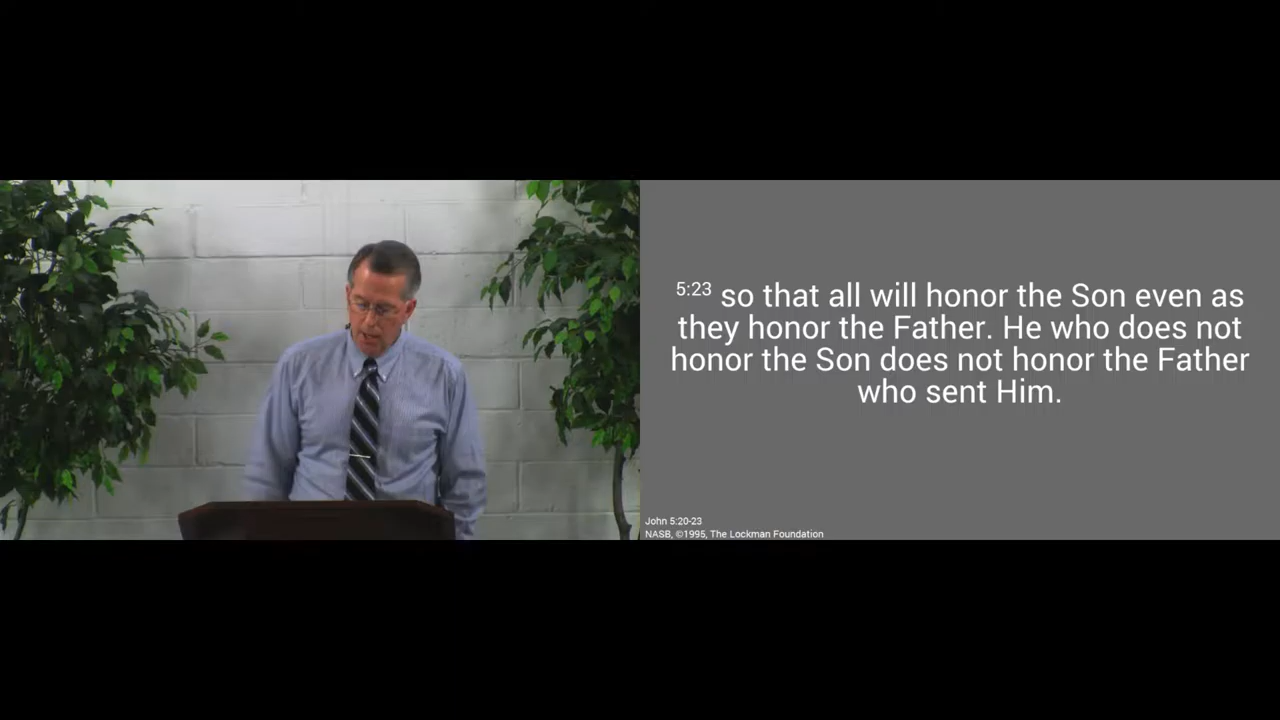 5:23 so that all will honor the Son even as
they honor the Father. He who does not
honor the Son does not honor the Father
who sent Him.
John 5:20-23
NASB, ©1995, The Lockman Foundation